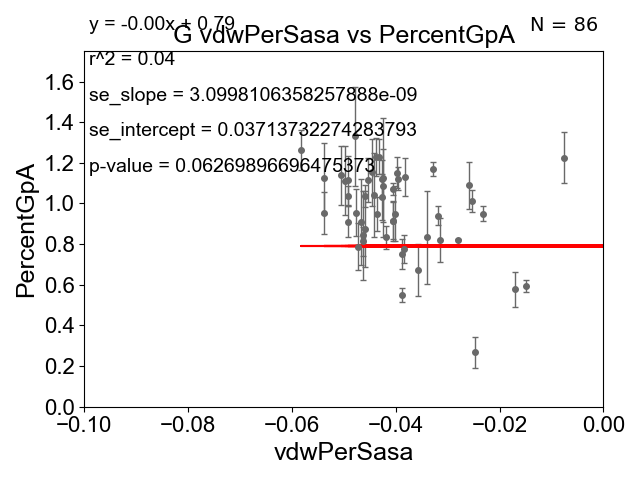 y = -0.00x + 0.79
G vdwPerSasa vs PercentGpA
N = 86
r^2 = 0.04
se_slope = 3.0998106358257888e-09
se_intercept = 0.03713732274283793
p-value = 0.06269896696475373
PercentGpA
1.6
1.4
1.2
1.0
0.8
0.6
0.4
0.2
0.0
−0.10
−0.08
−0.06
−0.04
−0.02
0.00
vdwPerSasa